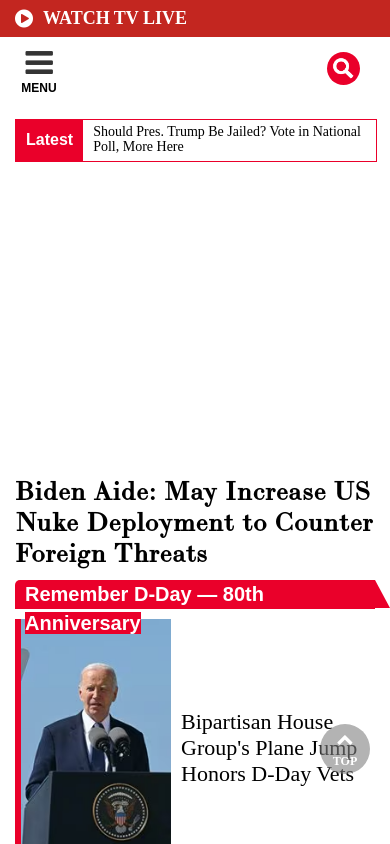 WATCH TV LIVE
MENU
Latest
Should Pres. Trump Be Jailed? Vote in National
Poll, More Here
Biden Aide: May Increase US
Nuke Deployment to Counter
Foreign Threats
Remember D-Day — 80th
Anniversary
Bipartisan House
Group's Plane Jump
Honors D-Day Vets
TOP